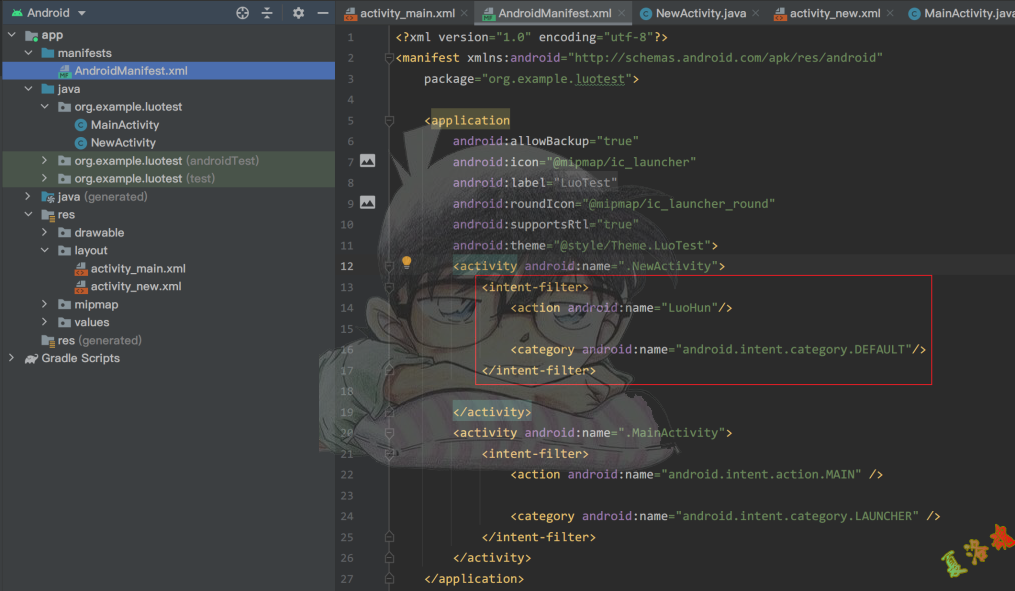 Android
app
manifests
AndroidManifest.xml
java
org.example.luotest
MainActivity
NewActivity
org.example.luotest (androidTest)
org.example.luotest (test)
java (generated)
res
drawable
layout
activity_main.xml
activity_new.xml
mipmap
values
res (generated)
Gradle Scripts
activity_main.xml × AndroidManifest.xml × NewActivity.java × activity_new.xml × MainActivity.java
1 <?xml version="1.0" encoding="utf-8"?>
2 <manifest xmlns:android="http://schemas.android.com/apk/res/android"
3 package="org.example.luotest">
4
5 <application
6 android:allowBackup="true"
7 android:icon="@mipmap/ic_launcher"
8 android:label="LuoTest"
9 android:roundIcon="@mipmap/ic_launcher_round"
10 android:supportsRtl="true"
11 android:theme="@style/Theme.LuoTest">
12 <activity android:name=".NewActivity">
13 <intent-filter>
14 <action android:name="LuoHun"/>
15
16 <category android:name="android.intent.category.DEFAULT"/>
17 </intent-filter>
18
19 </activity>
20 <activity android:name=".MainActivity">
21 <intent-filter>
22 <action android:name="android.intent.action.MAIN" />
23
24 <category android:name="android.intent.category.LAUNCHER" />
25 </intent-filter>
26 </activity>
27 </application>